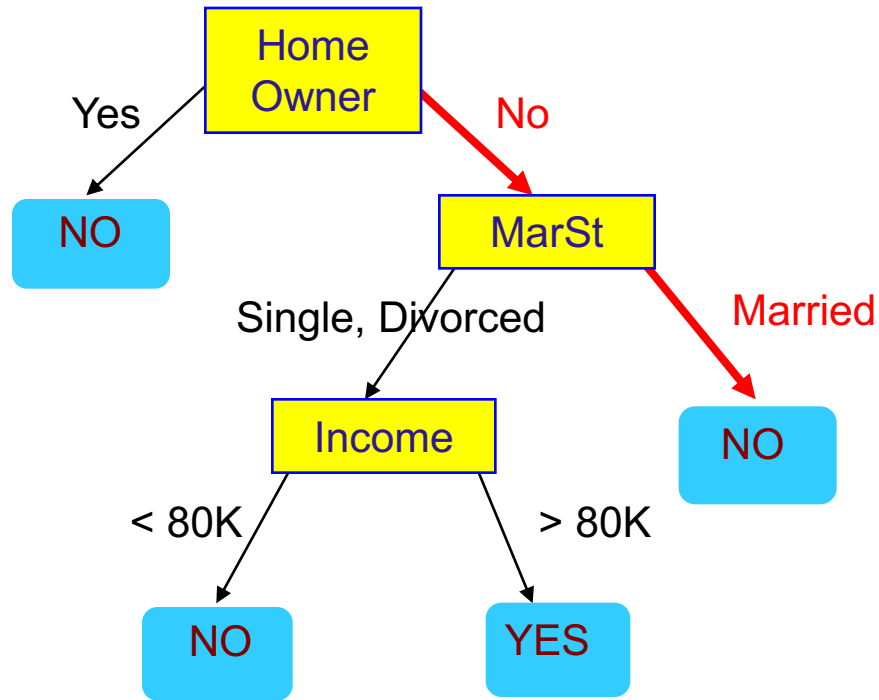 Home
Owner
Yes
No
NO
MarSt
Single, Divorced
Married
Income
NO
< 80K
> 80K
NO
YES